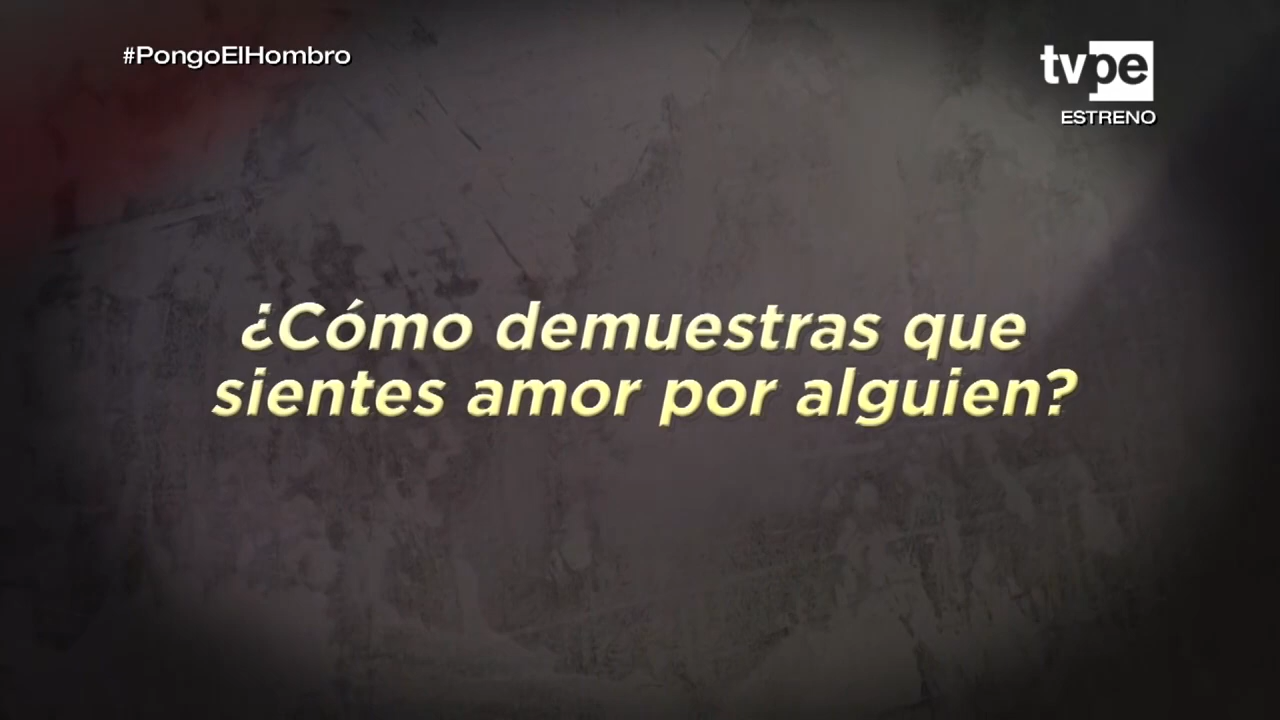 #PongoElHombro
tvpe
ESTRENO
¿Cómo demuestras que
sientes amor por alguien?